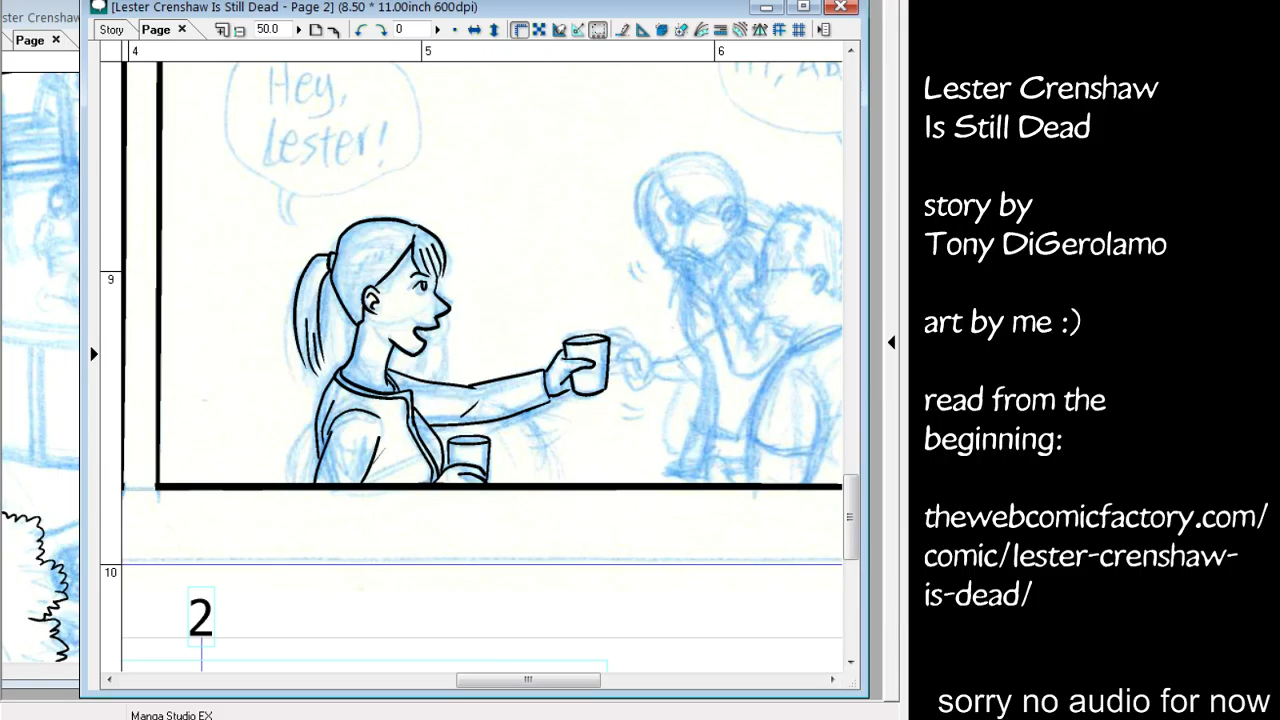 [Lester Crenshaw Is Still Dead - Page 2] (8.50 * 11.00inch 600dpi)
ster Crenshaw
Page
Story
Page
50.0
0
4
5
6
Hey,
Lester!
9
10
2
Manga Studio EX
Lester Crenshaw
Is Still Dead
story by
Tony DiGerolamo
art by me :)
read from the
beginning:
thewebcomicfactory.com/
comic/lester-crenshaw-
is-dead/
sorry no audio for now